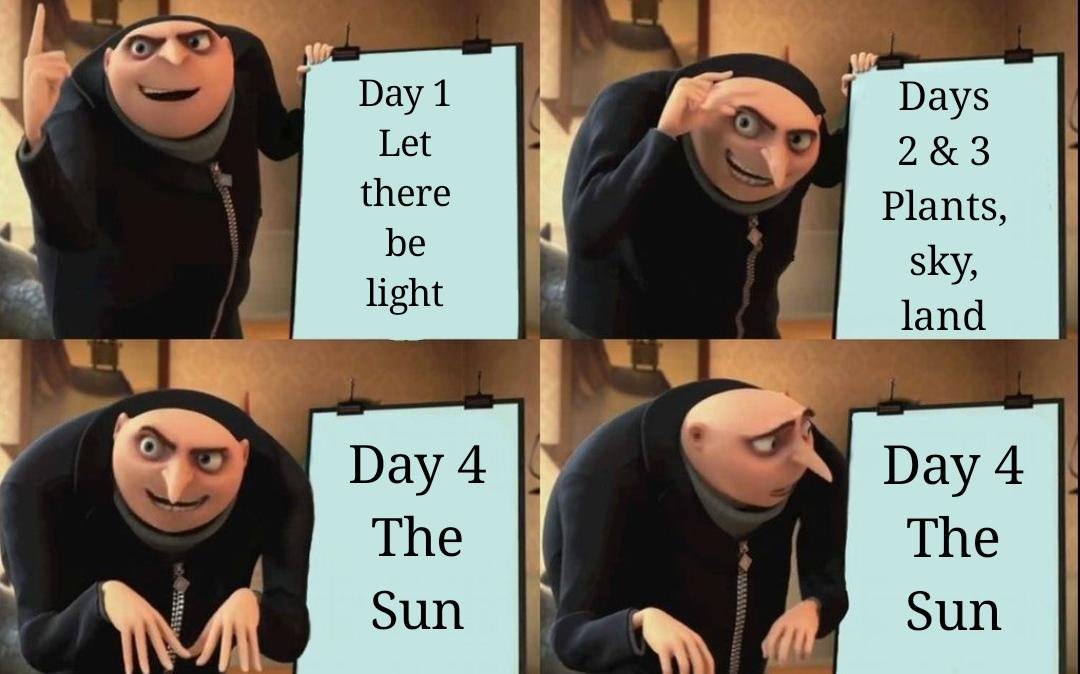 Day 1
Let
there
be
light
Days
2 & 3
Plants,
sky,
land
Day 4
The
Sun
Day 4
The
Sun